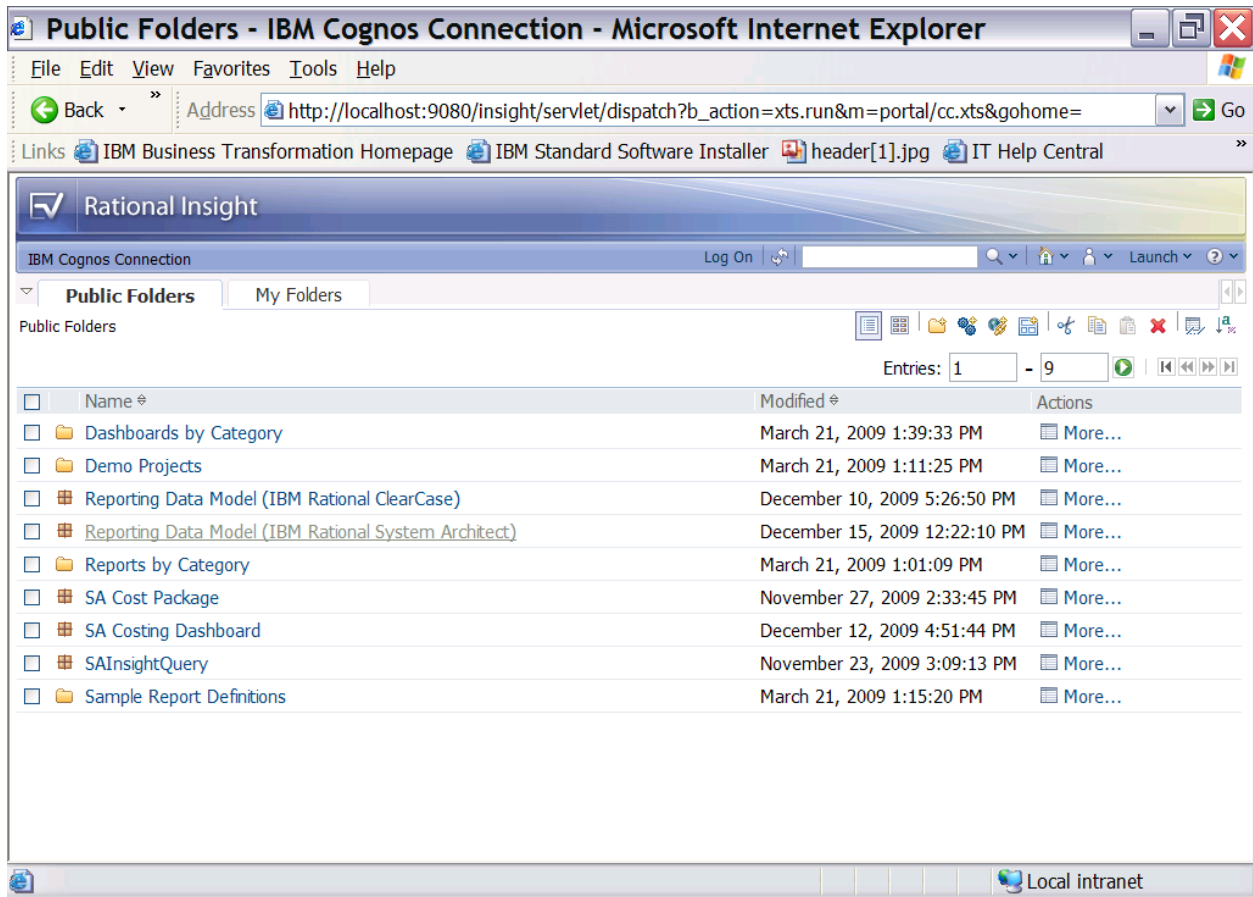 Public Folders - IBM Cognos Connection - Microsoft Internet Explorer
File Edit View Favorites Tools Help
Back » Address http://localhost:9080/insight/servlet/dispatch?b_action=xts.run&m=portal/cc.xts&gohome= Go
Links IBM Business Transformation Homepage IBM Standard Software Installer header[1].jpg IT Help Central »
Rational Insight
IBM Cognos Connection Log On Launch ?
Public Folders My Folders
Public Folders
Entries: 1 - 9
Name Modified Actions
Dashboards by Category March 21, 2009 1:39:33 PM More...
Demo Projects March 21, 2009 1:11:25 PM More...
Reporting Data Model (IBM Rational ClearCase) December 10, 2009 5:26:50 PM More...
Reporting Data Model (IBM Rational System Architect) December 15, 2009 12:22:10 PM More...
Reports by Category March 21, 2009 1:01:09 PM More...
SA Cost Package November 27, 2009 2:33:45 PM More...
SA Costing Dashboard December 12, 2009 4:51:44 PM More...
SAInsightQuery November 23, 2009 3:09:13 PM More...
Sample Report Definitions March 21, 2009 1:15:20 PM More...
Local intranet